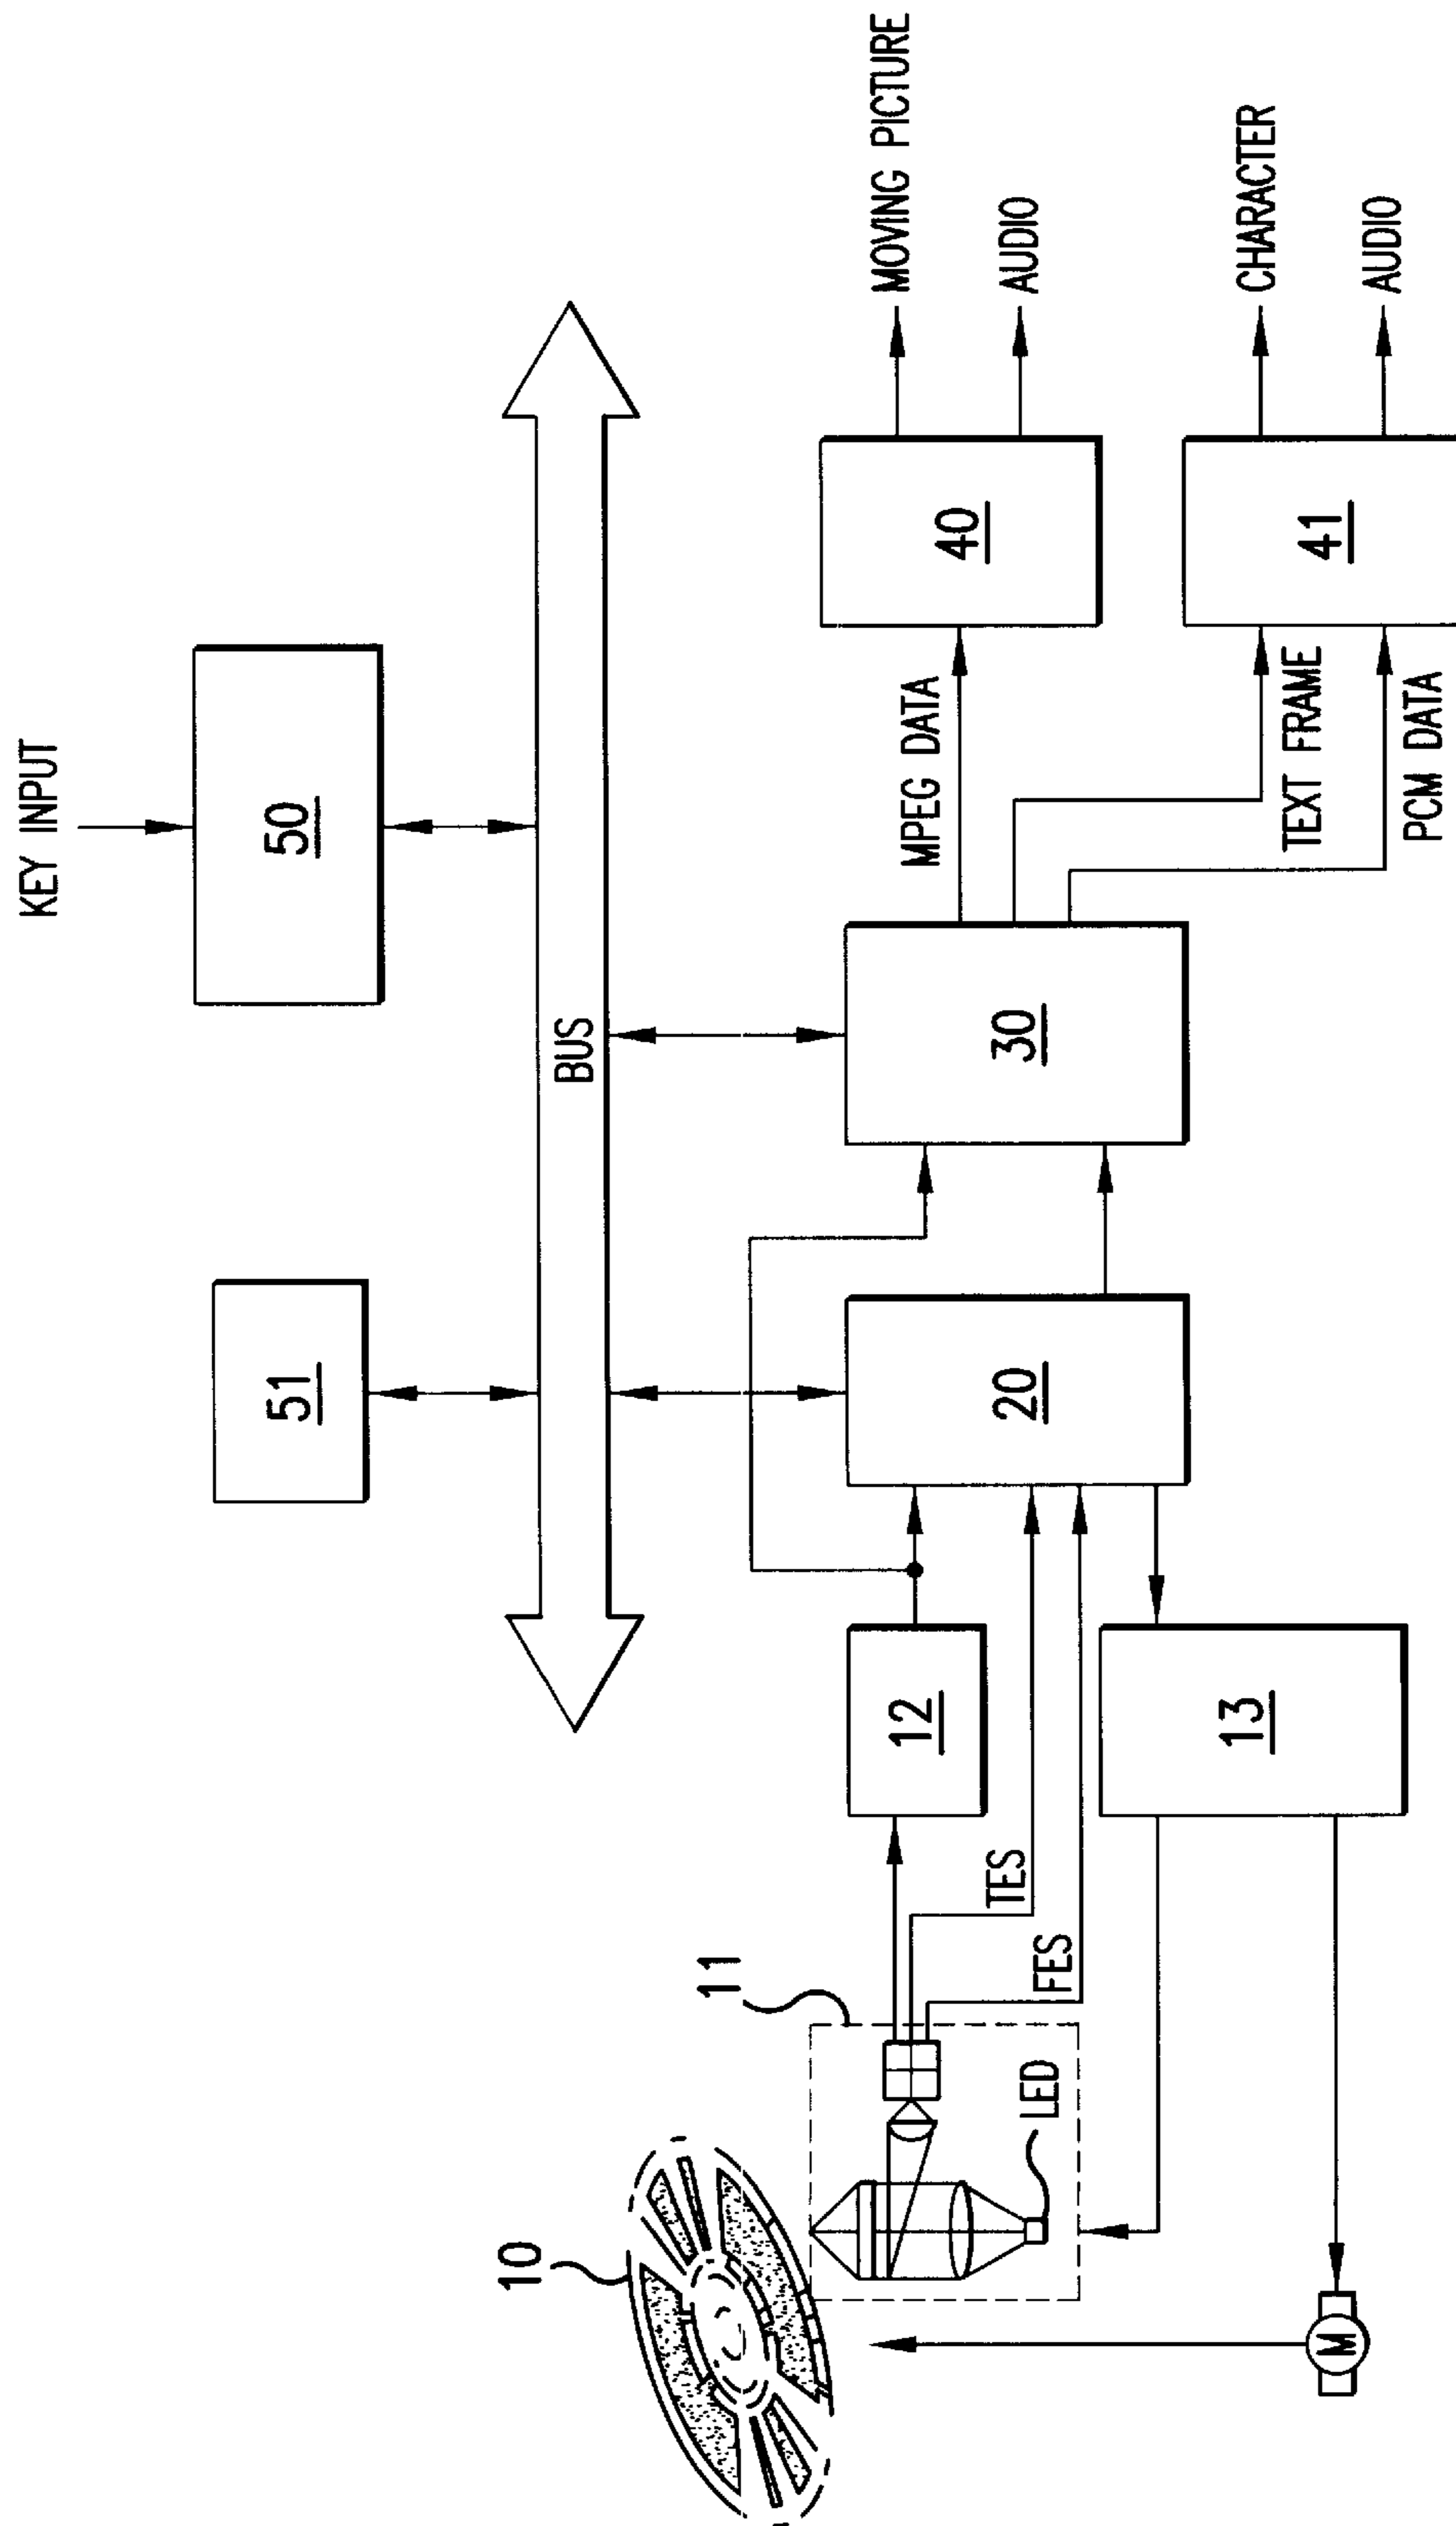 KEY INPUT
51
50
BUS
10
11
12
TES
FES
LED
20
30
MPEG DATA
40
MOVING PICTURE
AUDIO
TEXT FRAME
PCM DATA
41
CHARACTER
AUDIO
13
M